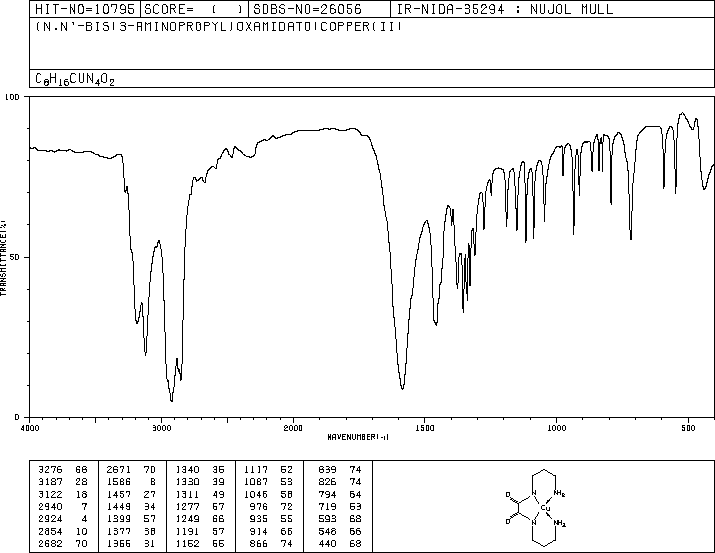 HIT-NO=10795 SCORE= ( ) SDBS-NO=26056 IR-NIDA-35294 : NUJOL MULL
(N,N'-BIS(3-AMINOPROPYL)OXAMIDATO)COPPER(II)
C8H16CUN4O2
100
50
0
TRANSMITTANCE(%)
4000 3000 2000 1500 1000 500
WAVENUMBER(-1)
3276 66 2671 70 1340 35 1117 52 839 74
3187 28 1586 8 1330 39 1087 53 826 74
3122 18 1457 27 1311 49 1046 58 794 64
2940 7 1449 34 1277 57 976 72 719 53
2924 4 1399 57 1249 66 935 55 593 68
2854 10 1377 38 1191 57 914 66 548 66
2682 70 1355 31 1152 55 866 74 440 68
O N NH2
Cu
O N NH2